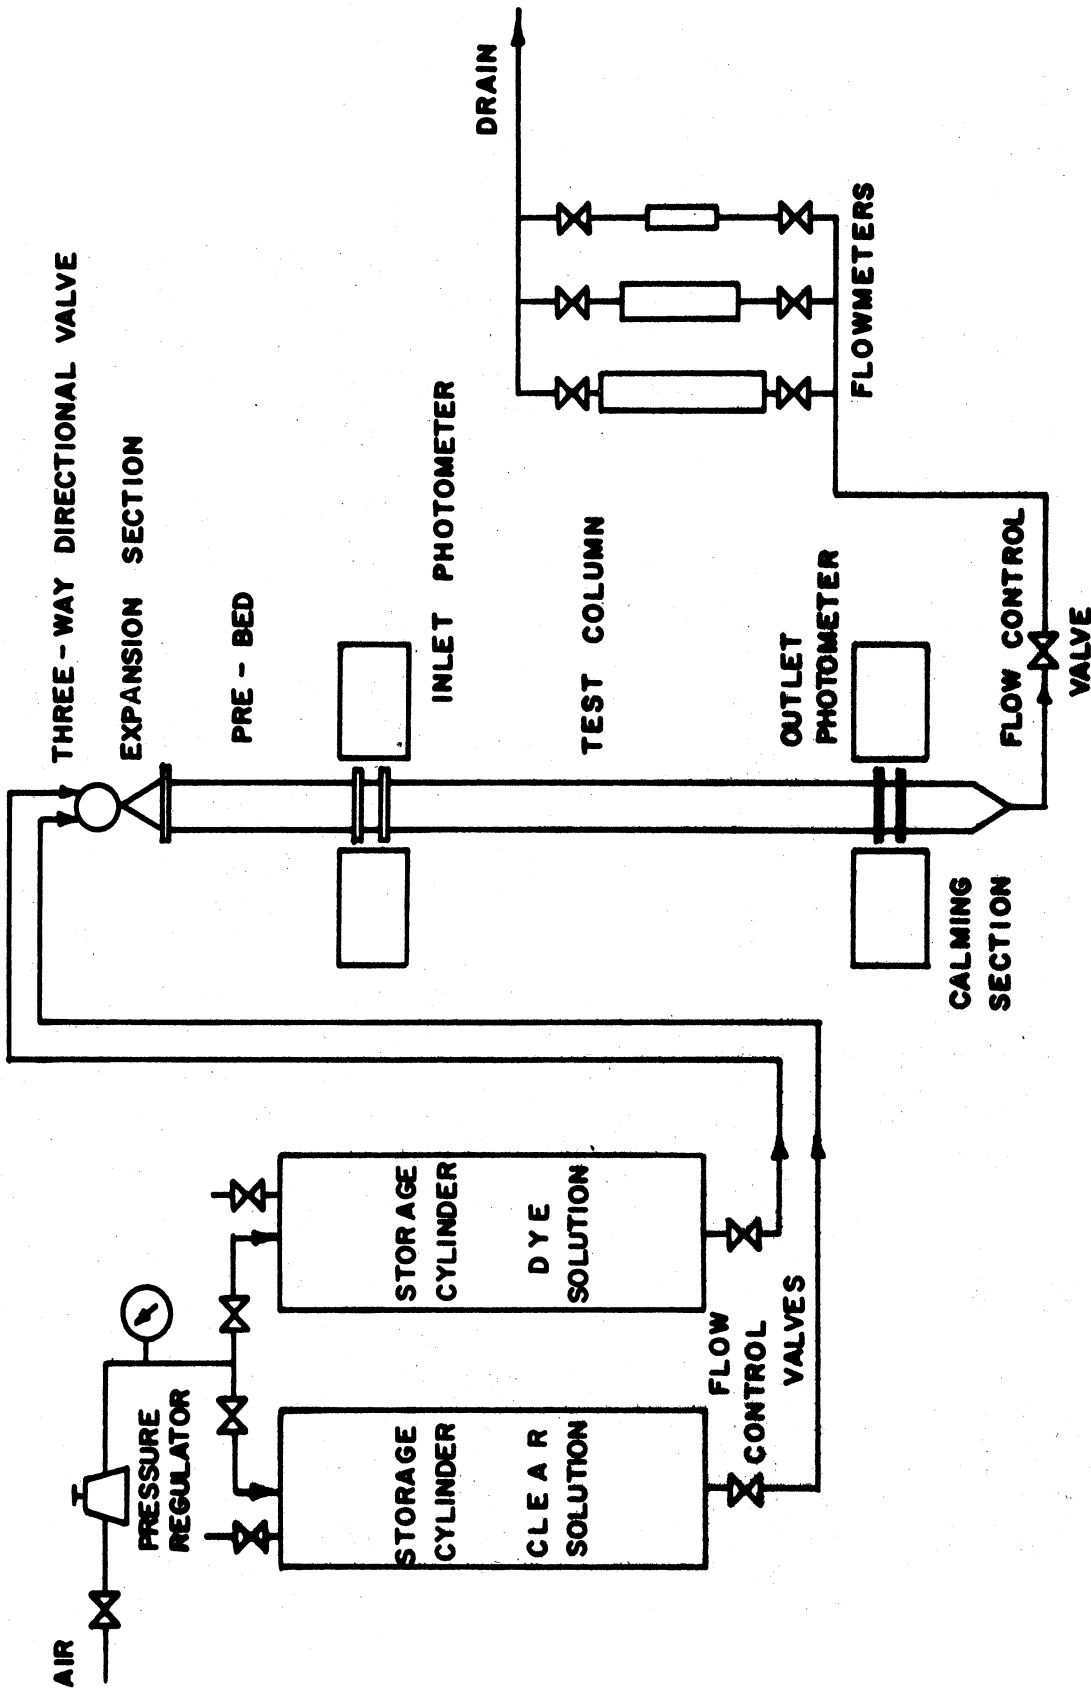 AIR
PRESSURE
REGULATOR
STORAGE
CYLINDER
CLEAR
SOLUTION
STORAGE
CYLINDER
DYE
SOLUTION
FLOW
CONTROL
VALVES
THREE-WAY DIRECTIONAL VALVE
EXPANSION SECTION
PRE-BED
INLET PHOTOMETER
TEST COLUMN
OUTLET
PHOTOMETER
CALMING
SECTION
FLOW CONTROL
VALVE
FLOWMETERS
DRAIN